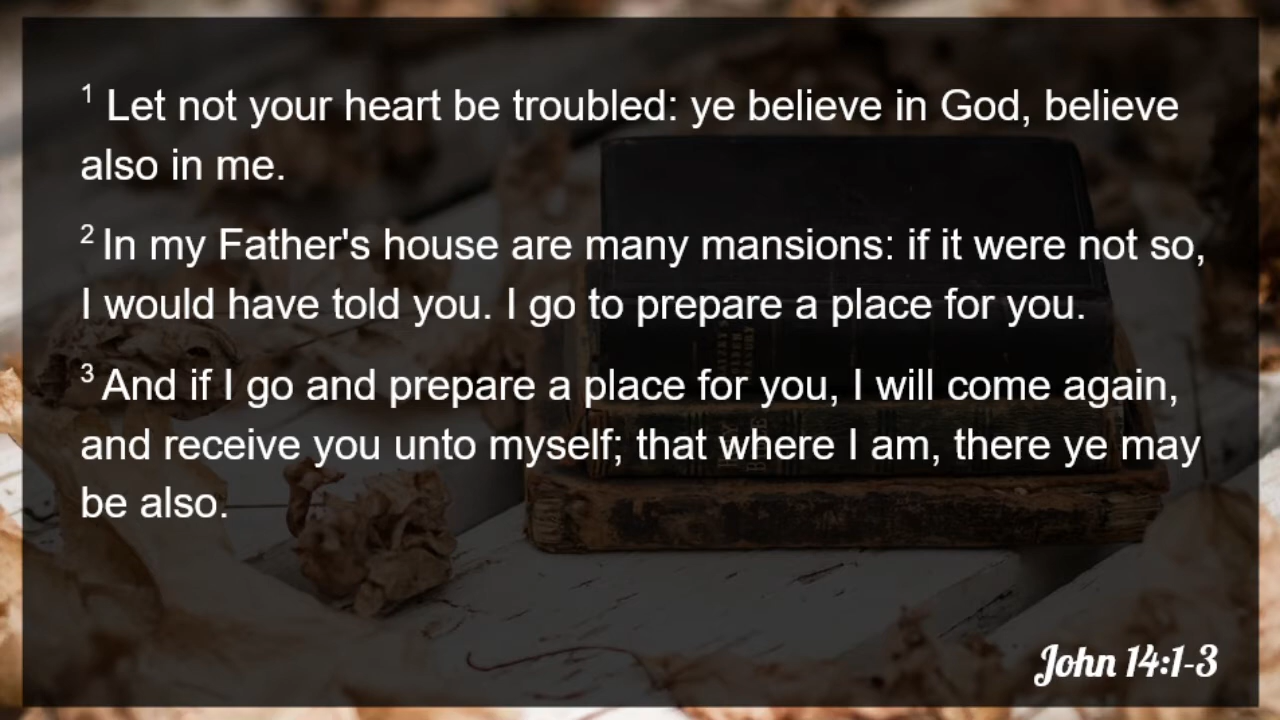 1 Let not your heart be troubled: ye believe in God, believe
also in me.
2 In my Father's house are many mansions: if it were not so,
I would have told you. I go to prepare a place for you.
3 And if I go and prepare a place for you, I will come again,
and receive you unto myself; that where I am, there ye may
be also.
John 14:1-3